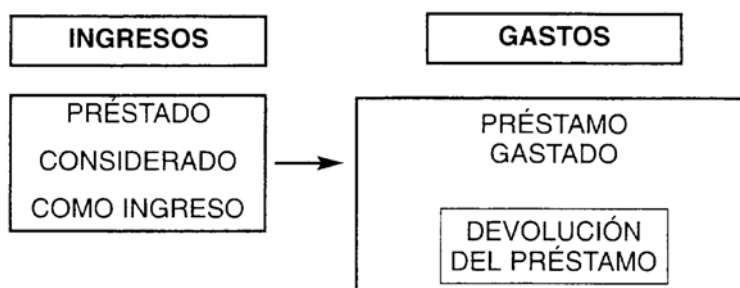 INGRESOS
GASTOS
PRÉSTADO
CONSIDERADO
COMO INGRESO
PRÉSTAMO
GASTADO
DEVOLUCIÓN
DEL PRÉSTAMO